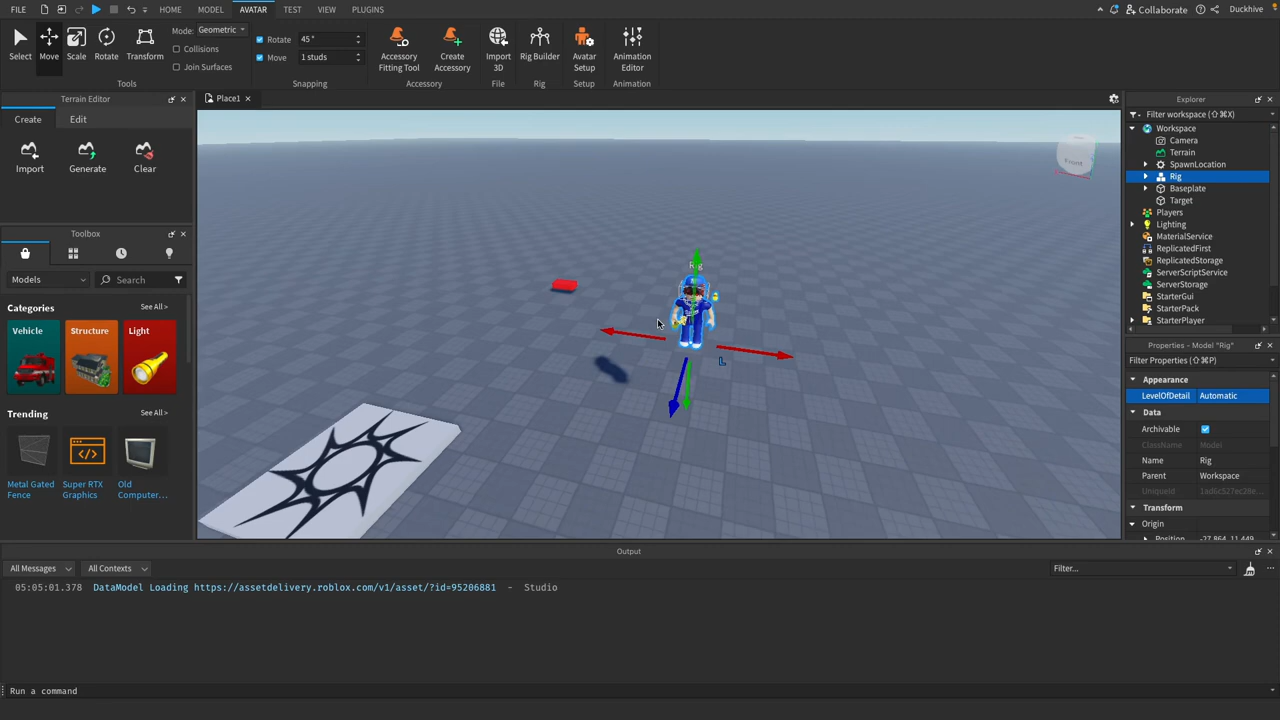 FILE
HOME
MODEL
AVATAR
TEST
VIEW
PLUGINS
Collaborate
Duckhive
Select
Move
Scale
Rotate
Transform
Mode:
Geometric
Collisions
Join Surfaces
Tools
Rotate
45 °
Move
1 studs
Snapping
Accessory
Fitting Tool
Create
Accessory
Accessory
Import
3D
File
Rig Builder
Rig
Avatar
Setup
Setup
Animation
Editor
Animation
Terrain Editor
Create
Edit
Import
Generate
Clear
Toolbox
Models
Search
Categories
See All >
Vehicle
Structure
Light
Trending
See All >
Metal Gated
Fence
Super RTX
Graphics
Old
Computer...
Place1
Front
Rig
L
Explorer
Filter workspace (⇧⌘X)
Workspace
Camera
Terrain
SpawnLocation
Rig
Baseplate
Target
Players
Lighting
MaterialService
ReplicatedFirst
ReplicatedStorage
ServerScriptService
ServerStorage
StarterGui
StarterPack
StarterPlayer
Properties - Model "Rig"
Filter Properties (⇧⌘P)
Appearance
LevelOfDetail
Automatic
Data
Archivable
ClassName
Model
Name
Rig
Parent
Workspace
UniqueId
1ad6c527ec28e...
Transform
Origin
Position
-27.864, 11.449
Output
All Messages
All Contexts
Filter...
05:05:01.378 DataModel Loading https://assetdelivery.roblox.com/v1/asset/?id=95206881 - Studio
Run a command